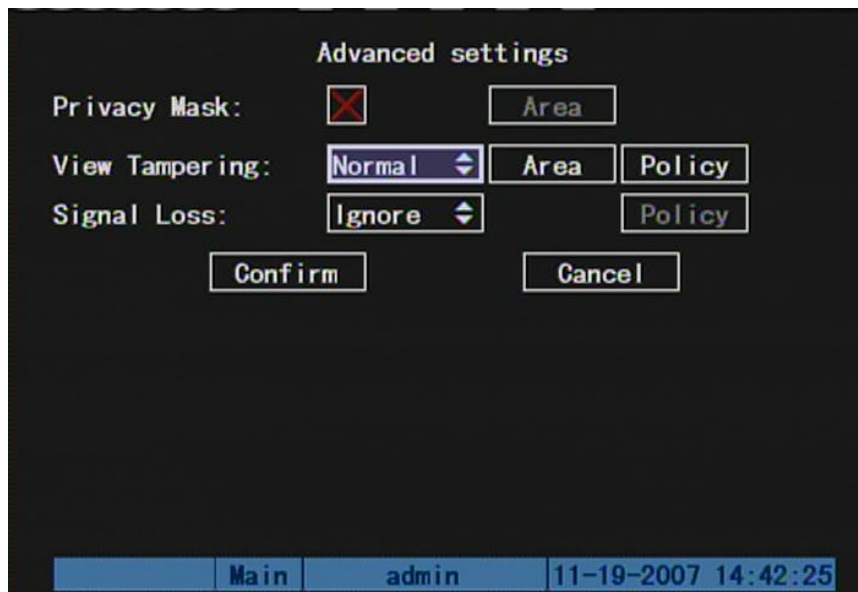 Advanced settings
Privacy Mask: Area
View Tampering: Normal Area Policy
Signal Loss: Ignore Policy
Confirm Cancel
Main admin 11-19-2007 14:42:25